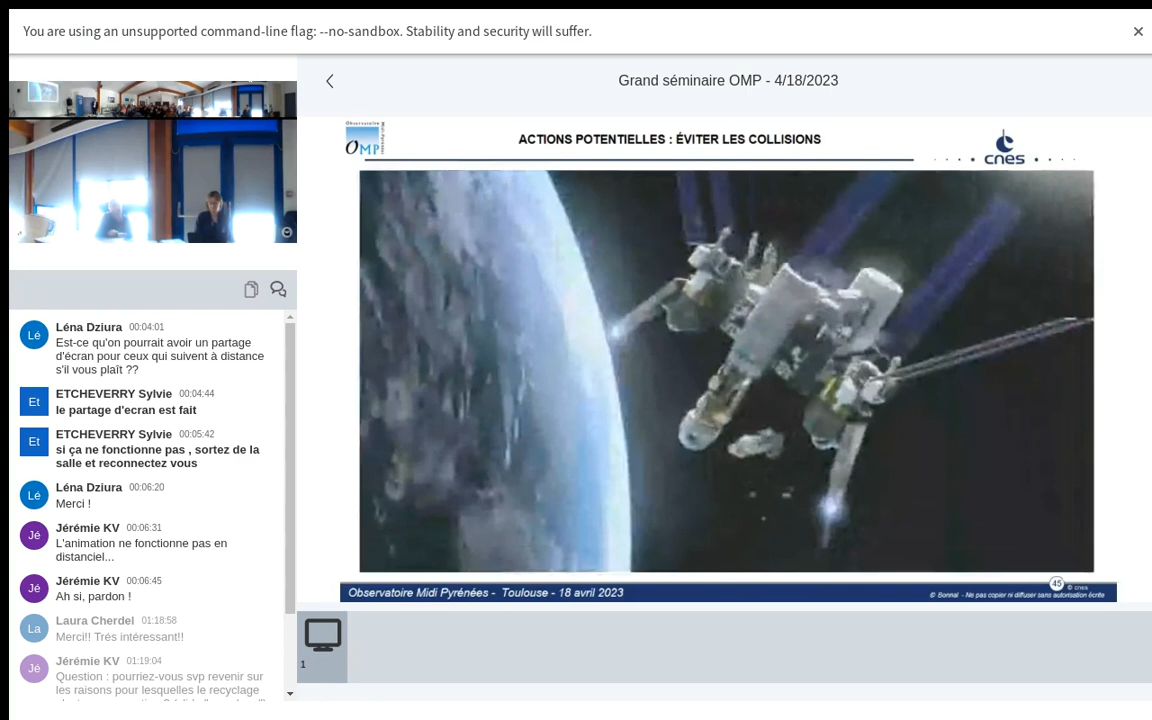 You are using an unsupported command-line flag: --no-sandbox. Stability and security will suffer.
Grand séminaire OMP - 4/18/2023
Observatoire
Midi-Pyrénées
OMP
ACTIONS POTENTIELLES : ÉVITER LES COLLISIONS
cnes
Léna Dziura 00:04:01
Est-ce qu'on pourrait avoir un partage
d'écran pour ceux qui suivent à distance
s'il vous plaît ??
ETCHEVERRY Sylvie 00:04:44
le partage d'ecran est fait
ETCHEVERRY Sylvie 00:05:42
si ça ne fonctionne pas , sortez de la
salle et reconnectez vous
Léna Dziura 00:06:20
Merci !
Jérémie KV 00:06:31
L'animation ne fonctionne pas en
distanciel...
Jérémie KV 00:06:45
Ah si, pardon !
Laura Cherdel 01:18:58
Merci!! Trés intéressant!!
Jérémie KV 01:19:04
Question : pourriez-vous svp revenir sur
les raisons pour lesquelles le recyclage
Lé
Et
Et
Lé
Jé
Jé
La
Jé
45
© cnes
Observatoire Midi Pyrénées - Toulouse - 18 avril 2023
© Bonnal - Ne pas copier ni diffuser sans autorisation écrite
1